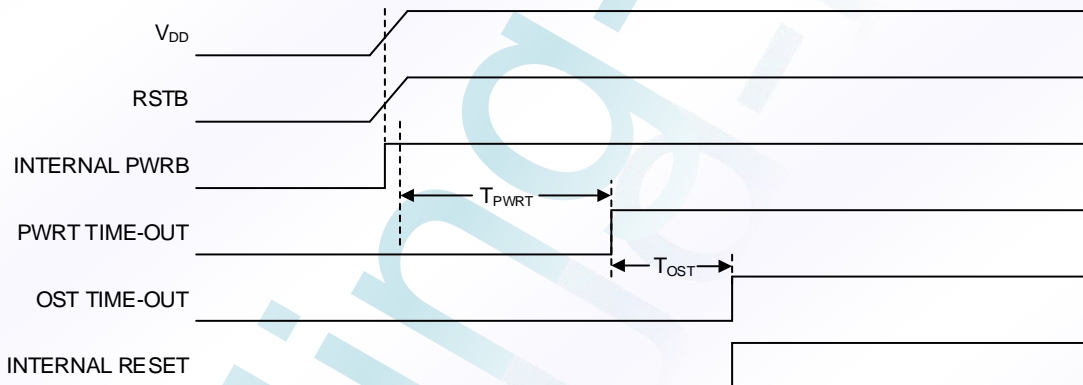 VDD
RSTB
INTERNAL PWRB
TPWRT
PWRT TIME-OUT
TOST
OST TIME-OUT
INTERNAL RESET